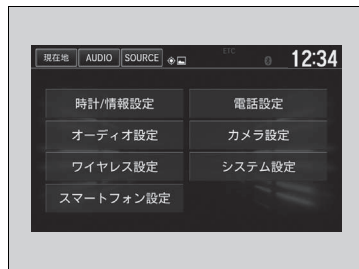 現在地 AUDIO SOURCE ETC 12:34
時計/情報設定 電話設定
オーディオ設定 カメラ設定
ワイヤレス設定 システム設定
スマートフォン設定